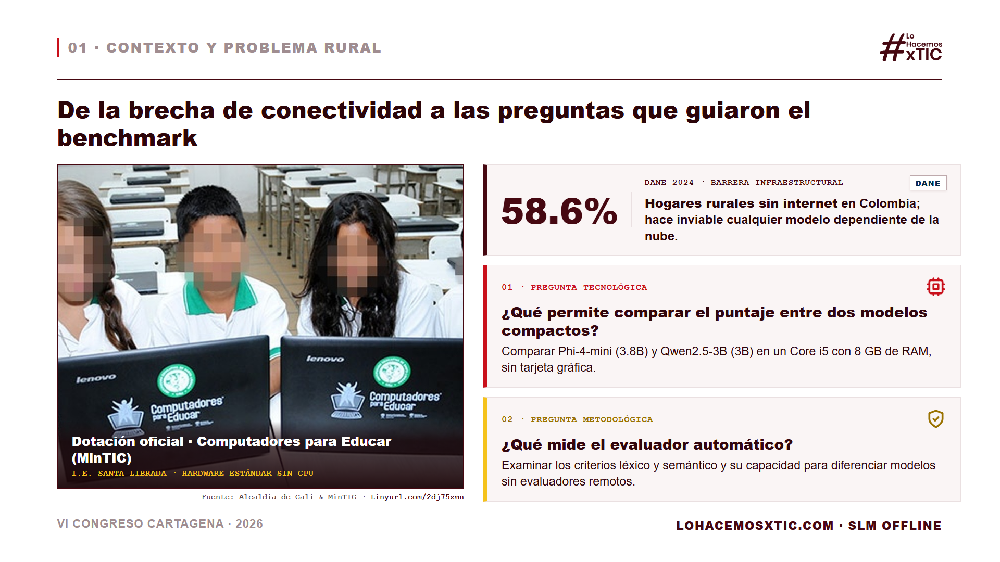 01 · CONTEXTO Y PROBLEMA RURAL
#Lo
Hacemos
xTIC
De la brecha de conectividad a las preguntas que guiaron el
benchmark
lenovo
Computadores
para Educar
lenovo
Computadores
para Educar
Dotación oficial · Computadores para Educar
(MinTIC)
I.E. SANTA LIBRADA · HARDWARE ESTÁNDAR SIN GPU
Fuente: Alcaldía de Cali & MinTIC · tinyurl.com/2dj75zmn
58.6%
DANE 2024 · BARRERA INFRAESTRUCTURAL
DANE
Hogares rurales sin internet en Colombia;
hace inviable cualquier modelo dependiente de la
nube.
01 · PREGUNTA TECNOLÓGICA
¿Qué permite comparar el puntaje entre dos modelos
compactos?
Comparar Phi-4-mini (3.8B) y Qwen2.5-3B (3B) en un Core i5 con 8 GB de RAM,
sin tarjeta gráfica.
02 · PREGUNTA METODOLÓGICA
¿Qué mide el evaluador automático?
Examinar los criterios léxico y semántico y su capacidad para diferenciar modelos
sin evaluadores remotos.
VI CONGRESO CARTAGENA · 2026
LOHACEMOSXTIC.COM · SLM OFFLINE